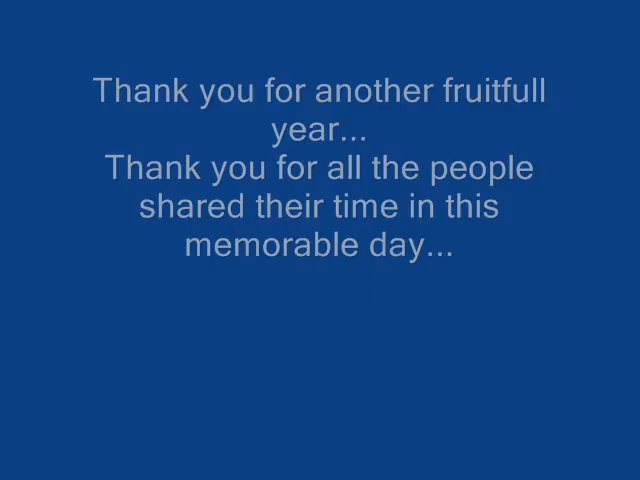 Thank you for another fruitfull
year...
Thank you for all the people
shared their time in this
memorable day...